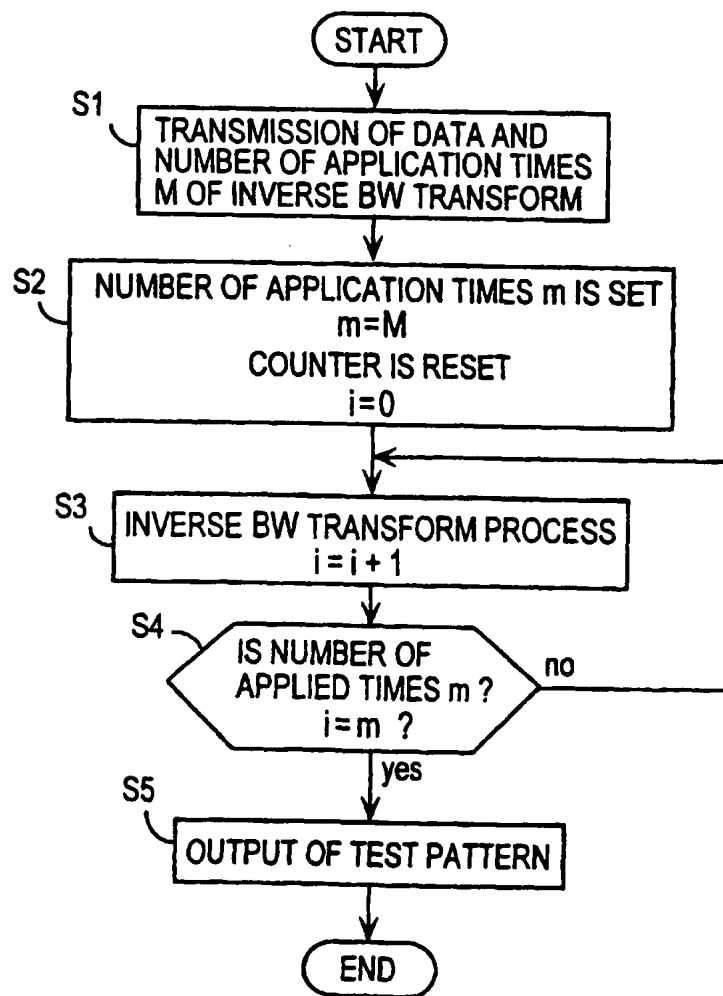 START
S1
TRANSMISSION OF DATA AND
NUMBER OF APPLICATION TIMES
M OF INVERSE BW TRANSFORM
S2
NUMBER OF APPLICATION TIMES m IS SET
m=M
COUNTER IS RESET
i=0
S3
INVERSE BW TRANSFORM PROCESS
i = i + 1
S4
IS NUMBER OF
APPLIED TIMES m ?
i=m ?
no
yes
S5
OUTPUT OF TEST PATTERN
END